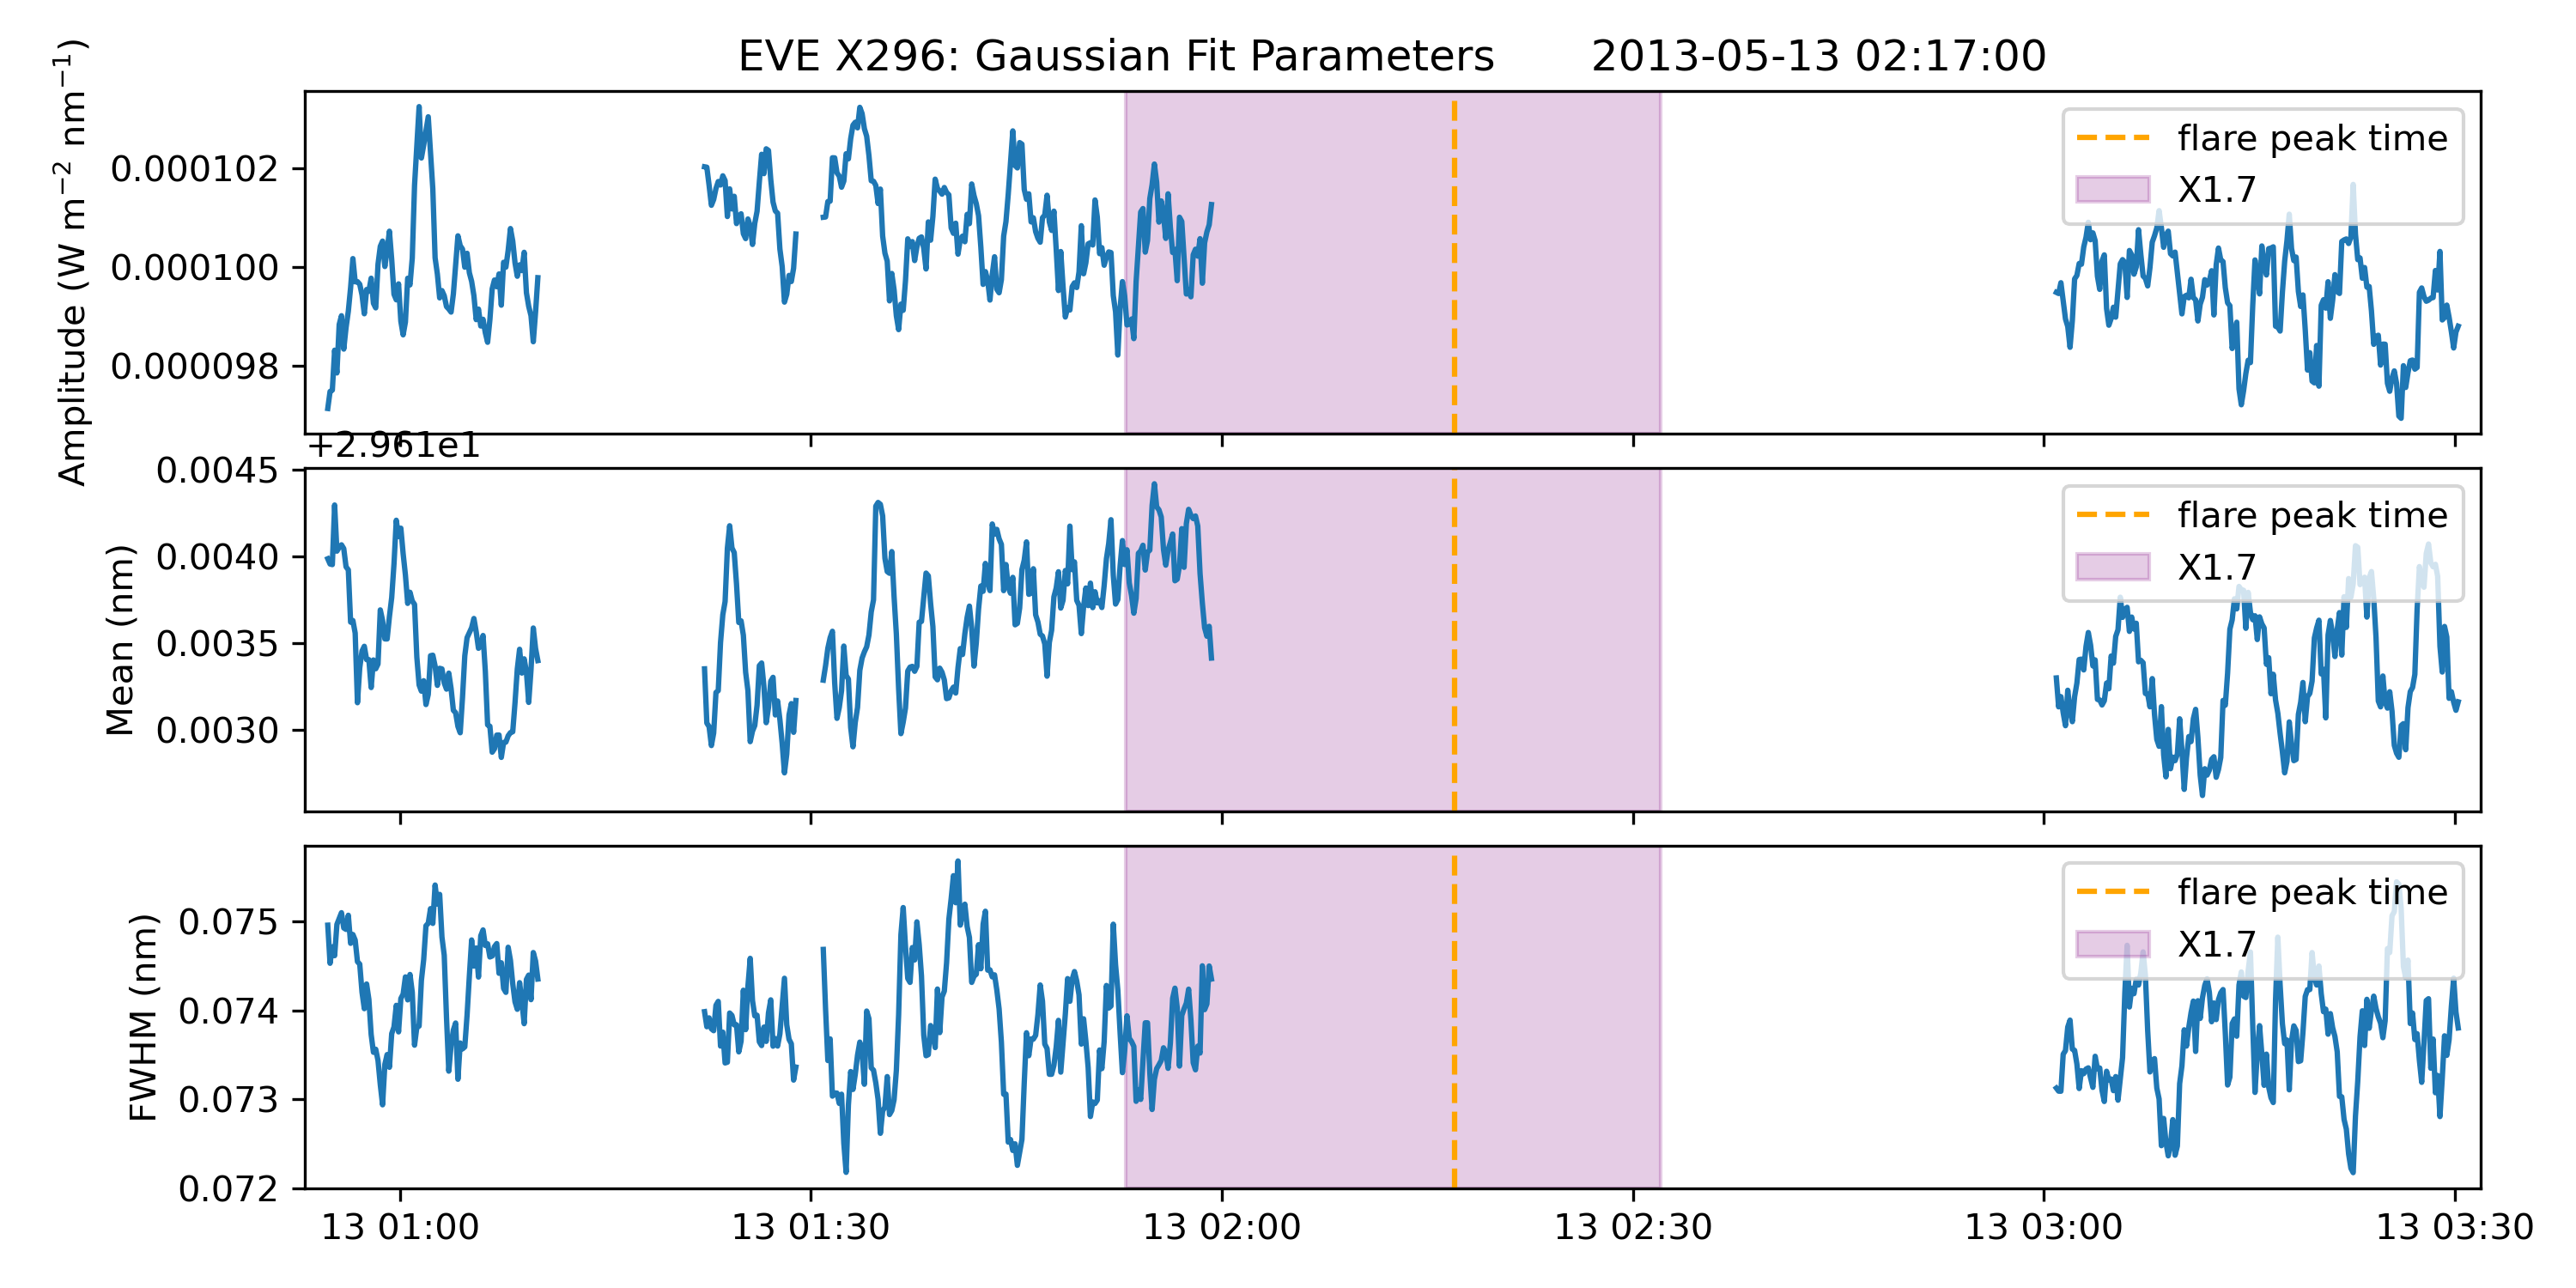 EVE X296: Gaussian Fit Parameters 2013-05-13 02:17:00
Amplitude (W m⁻² nm⁻¹)
0.000102
0.000100
0.000098
flare peak time
X1.7
+2.961e1
Mean (nm)
0.0045
0.0040
0.0035
0.0030
flare peak time
X1.7
FWHM (nm)
0.075
0.074
0.073
0.072
flare peak time
X1.7
13 01:00 13 01:30 13 02:00 13 02:30 13 03:00 13 03:30